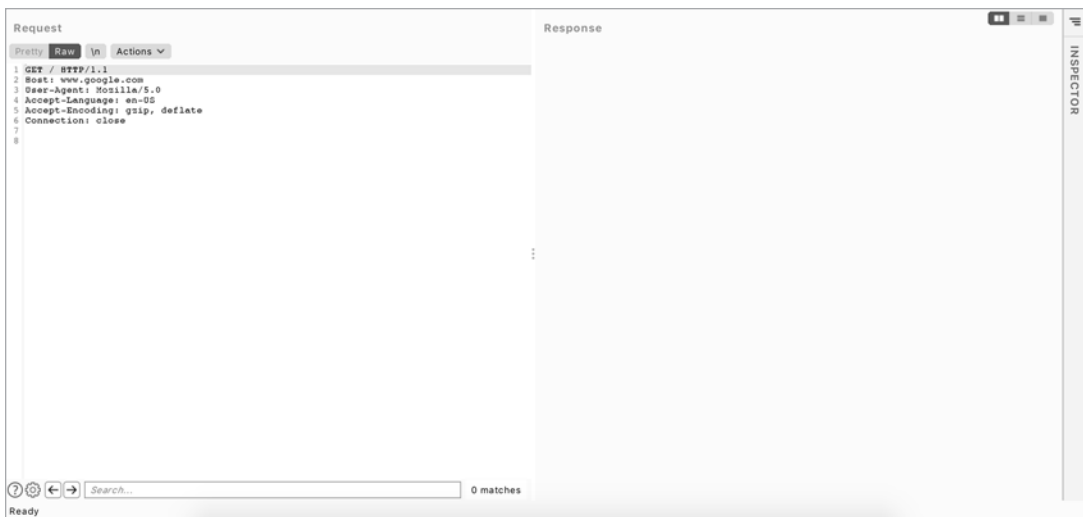 Request
Pretty Raw \n Actions
1 GET / HTTP/1.1
2 Host: www.google.com
3 User-Agent: Mozilla/5.0
4 Accept-Language: en-US
5 Accept-Encoding: gzip, deflate
6 Connection: close
7
8
Search...
0 matches
Ready
Response
INSPECTOR